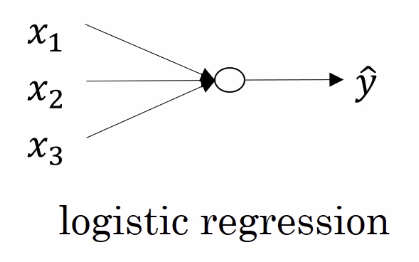 x₁
x₂
ŷ
x₃
logistic regression